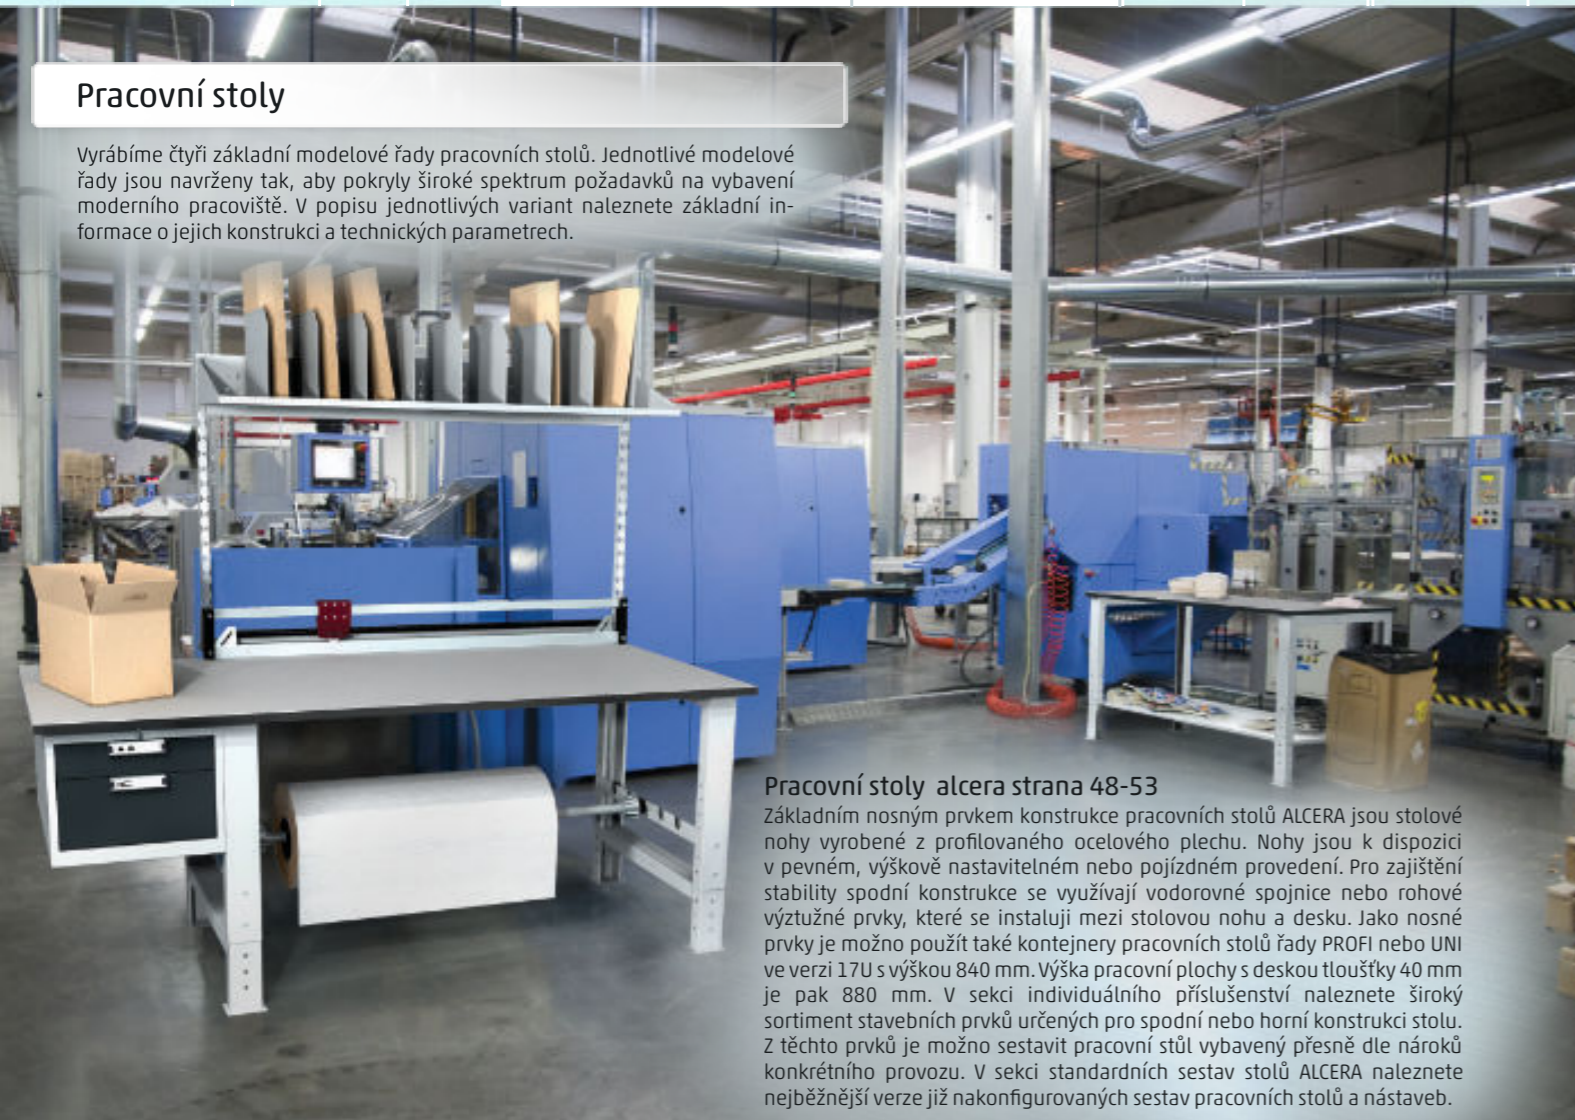 Pracovní stoly
Vyrábíme čtyři základní modelové řady pracovních stolů. Jednotlivé modelové
řady jsou navrženy tak, aby pokryly široké spektrum požadavků na vybavení
moderního pracoviště. V popisu jednotlivých variant naleznete základní in-
formace o jejich konstrukci a technických parametrech.
Pracovní stoly alcera strana 48-53
Základním nosným prvkem konstrukce pracovních stolů ALCERA jsou stolové
nohy vyrobené z profilovaného ocelového plechu. Nohy jsou k dispozici
v pevném, výškově nastavitelném nebo pojízdném provedení. Pro zajištění
stability spodní konstrukce se využívají vodorovné spojnice nebo rohové
výztužné prvky, které se instaluji mezi stolovou nohu a desku. Jako nosné
prvky je možno použít také kontejnery pracovních stolů řady PROFI nebo UNI
ve verzi 17U s výškou 840 mm. Výška pracovní plochy s deskou tloušťky 40 mm
je pak 880 mm. V sekci individuálního příslušenství naleznete široký
sortiment stavebních prvků určených pro spodní nebo horní konstrukci stolu.
Z těchto prvků je možno sestavit pracovní stůl vybavený přesně dle nároků
konkrétního provozu. V sekci standardních sestav stolů ALCERA naleznete
nejběžnější verze již nakonfigurovaných sestav pracovních stolů a nástaveb.